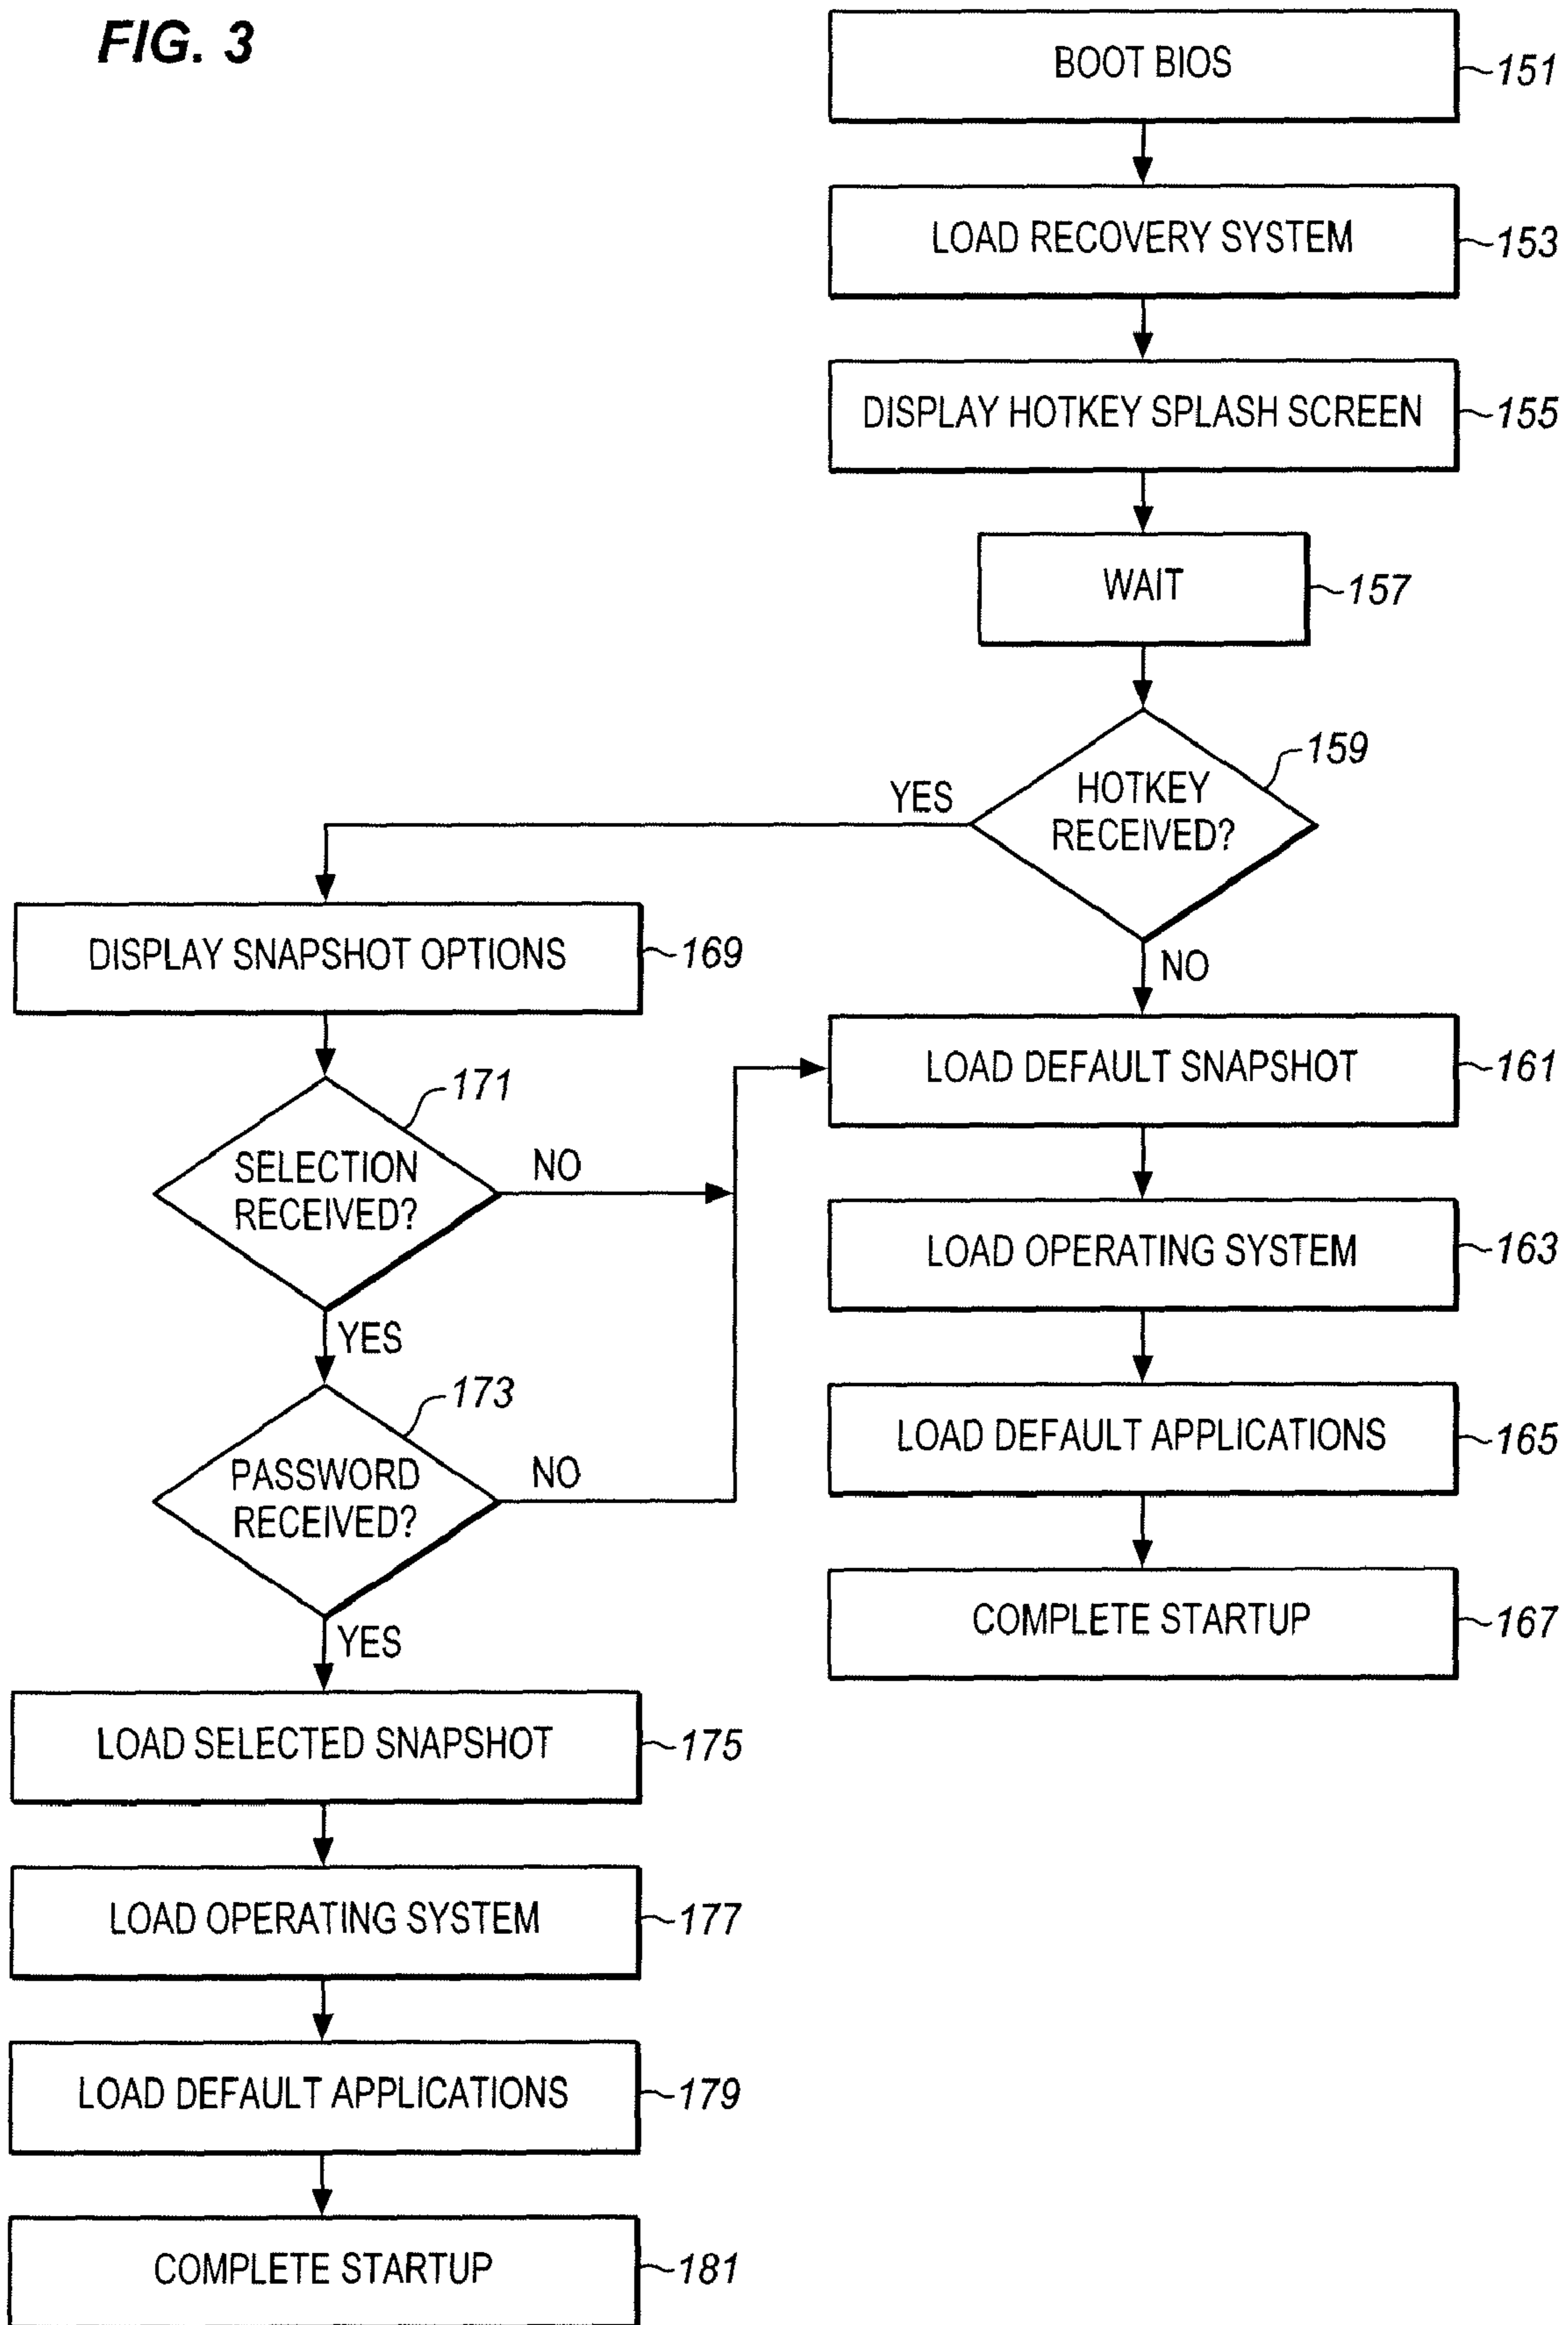 FIG. 3
BOOT BIOS
151
LOAD RECOVERY SYSTEM
153
DISPLAY HOTKEY SPLASH SCREEN
155
WAIT
157
HOTKEY
RECEIVED?
159
YES
NO
DISPLAY SNAPSHOT OPTIONS
169
SELECTION
RECEIVED?
171
NO
YES
PASSWORD
RECEIVED?
173
NO
YES
LOAD SELECTED SNAPSHOT
175
LOAD OPERATING SYSTEM
177
LOAD DEFAULT APPLICATIONS
179
COMPLETE STARTUP
181
LOAD DEFAULT SNAPSHOT
161
LOAD OPERATING SYSTEM
163
LOAD DEFAULT APPLICATIONS
165
COMPLETE STARTUP
167